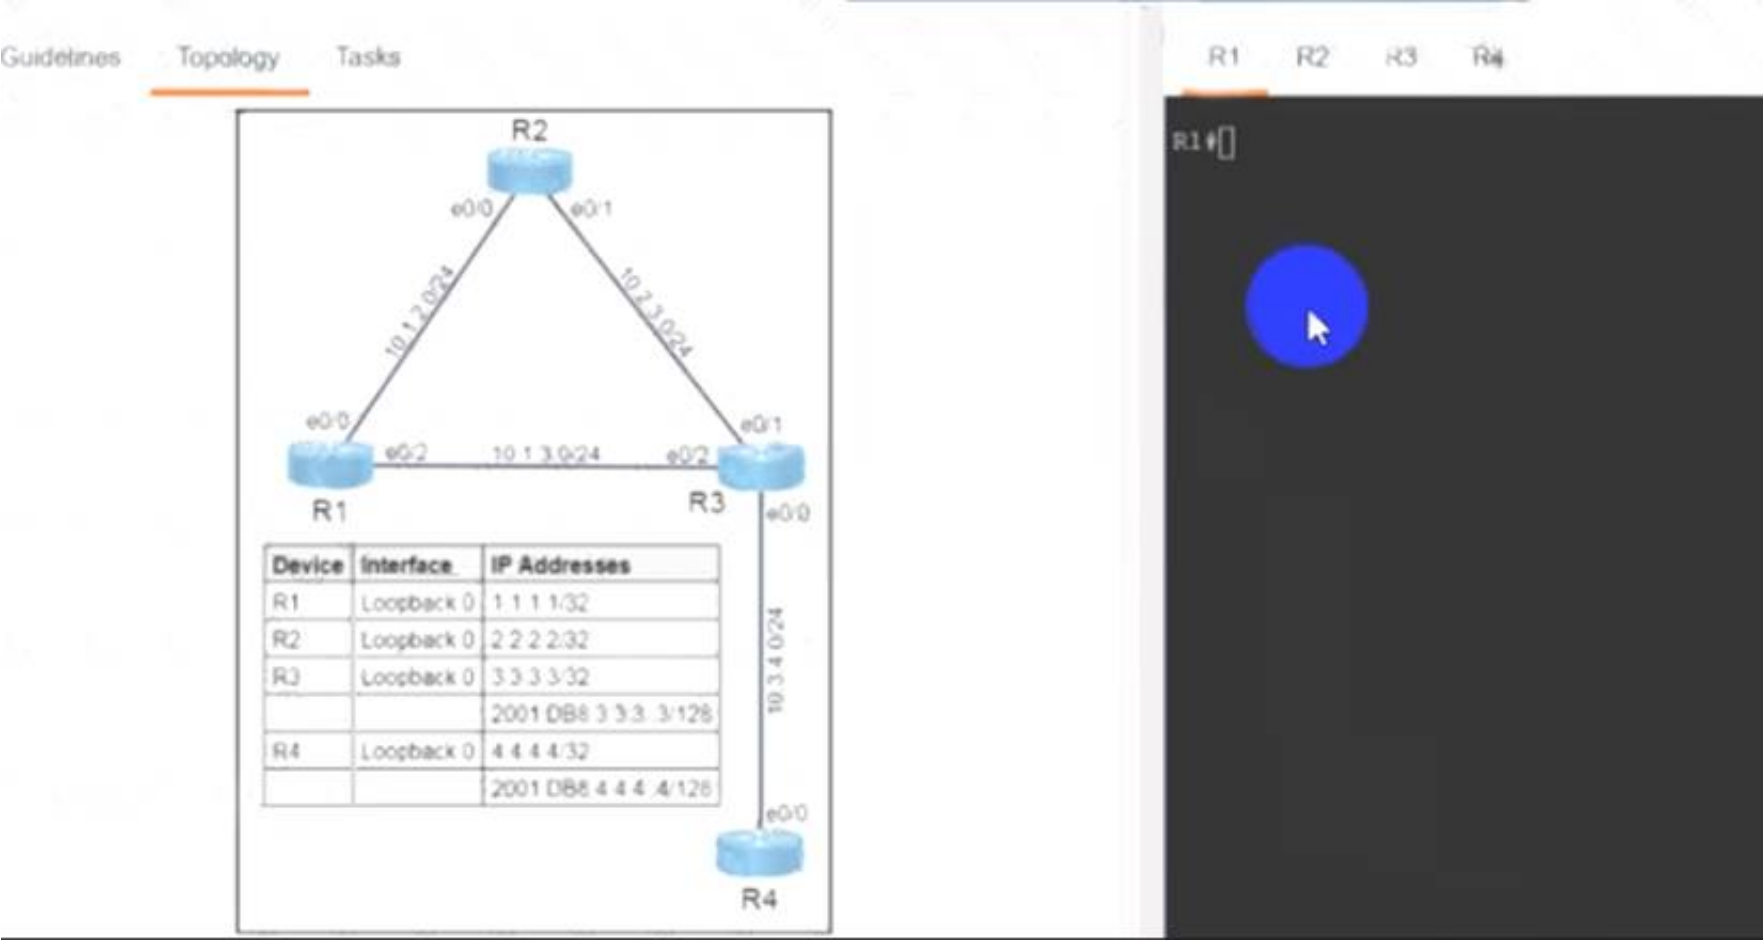 Guidelines Topology Tasks
R1 R2 R3 R4
R1#
R2
e0/0 e0/1
10.1.2.0/24
10.2.3.0/24
e0/0 e0/1
e0/2 10.1.3.0/24 e0/2
R1 R3
e0/0
Device Interface IP Addresses
R1 Loopback 0 1.1.1.1/32
R2 Loopback 0 2.2.2.2/32
R3 Loopback 0 3.3.3.3/32
2001:DB8:3:3:3::3/128
R4 Loopback 0 4.4.4.4/32
2001:DB8:4:4:4::4/128
10.3.4.0/24
e0/0
R4